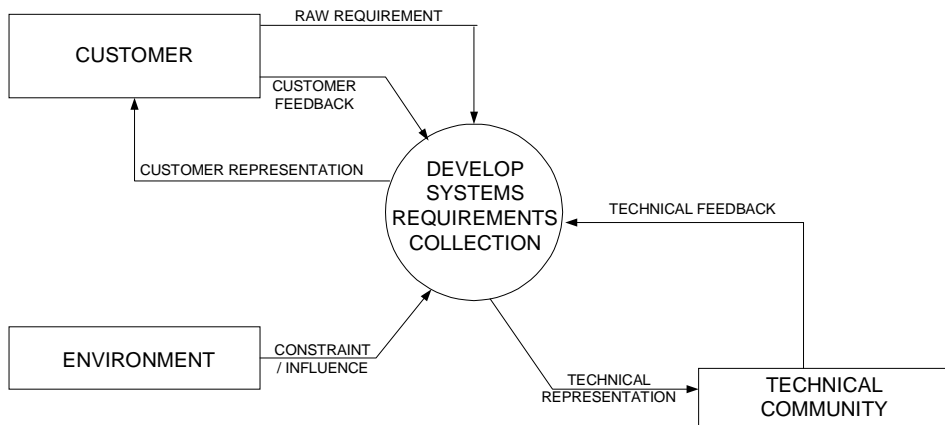 RAW REQUIREMENT
CUSTOMER
CUSTOMER
FEEDBACK
CUSTOMER REPRESENTATION
DEVELOP
SYSTEMS
REQUIREMENTS
COLLECTION
TECHNICAL FEEDBACK
ENVIRONMENT
CONSTRAINT
/ INFLUENCE
TECHNICAL
REPRESENTATION
TECHNICAL
COMMUNITY